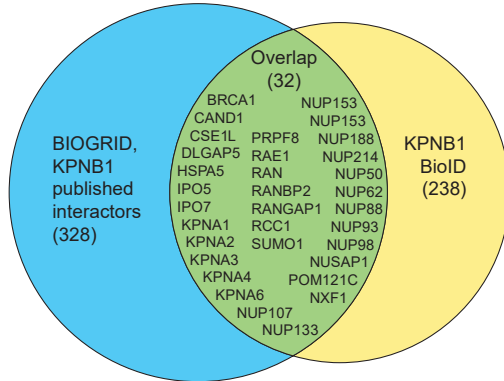 Overlap
(32)
BIOGRID,
KPNB1
published
interactors
(328)
BRCA1
CAND1
CSE1L
DLGAP5
HSPA5
IPO5
IPO7
KPNA1
KPNA2
KPNA3
KPNA4
KPNA6
NUP107
NUP133
PRPF8
RAE1
RAN
RANBP2
RANGAP1
RCC1
SUMO1
NUP153
NUP153
NUP188
NUP214
NUP50
NUP62
NUP88
NUP93
NUP98
NUSAP1
POM121C
NXF1
KPNB1
BioID
(238)